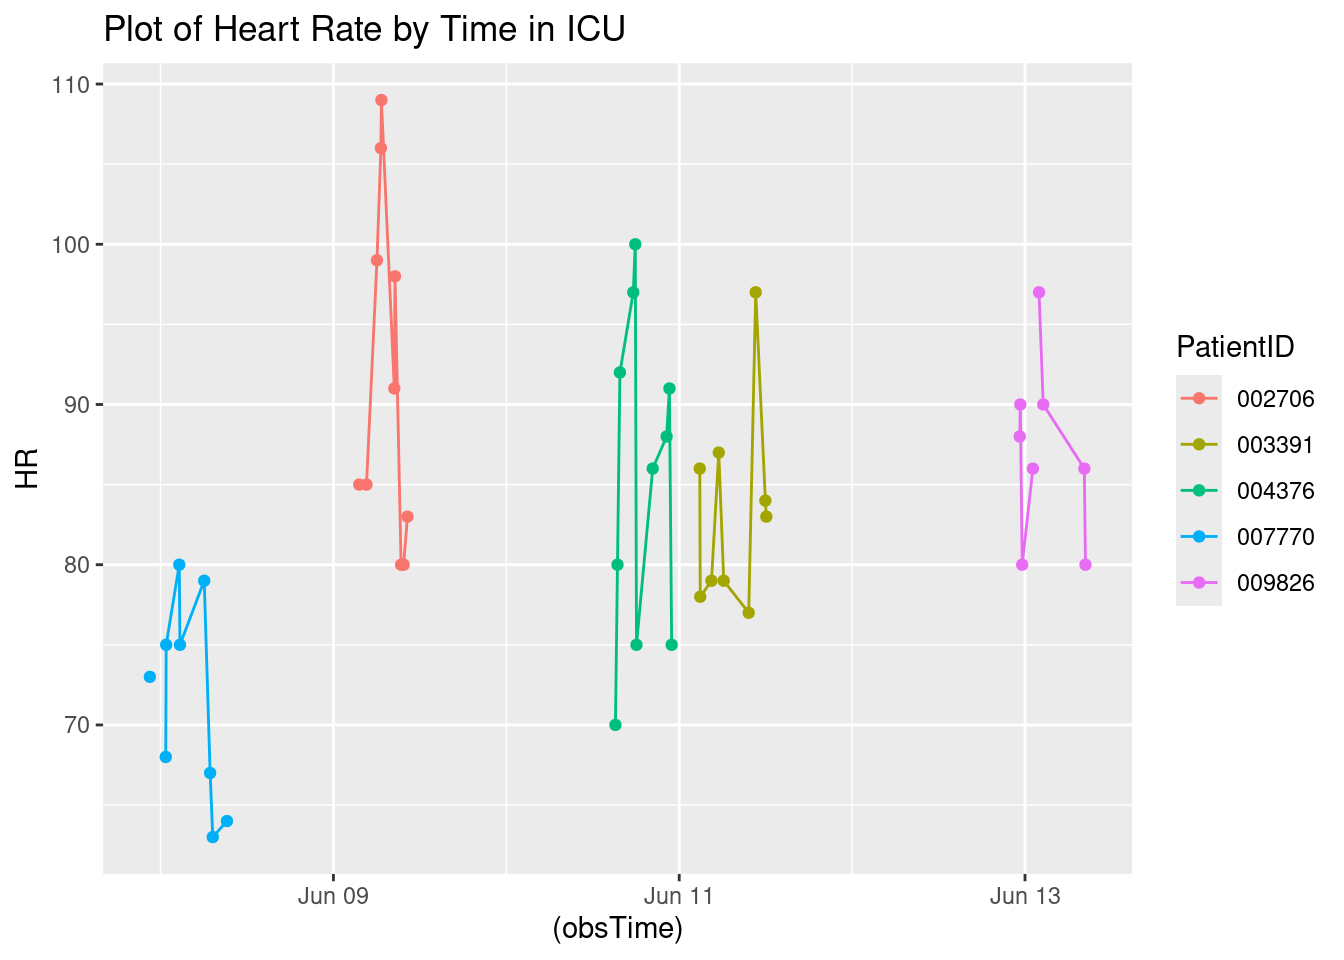 Plot of Heart Rate by Time in ICU
110
100
90
80
70
HR
Jun 09 Jun 11 Jun 13
(obsTime)
PatientID
002706
003391
004376
007770
009826